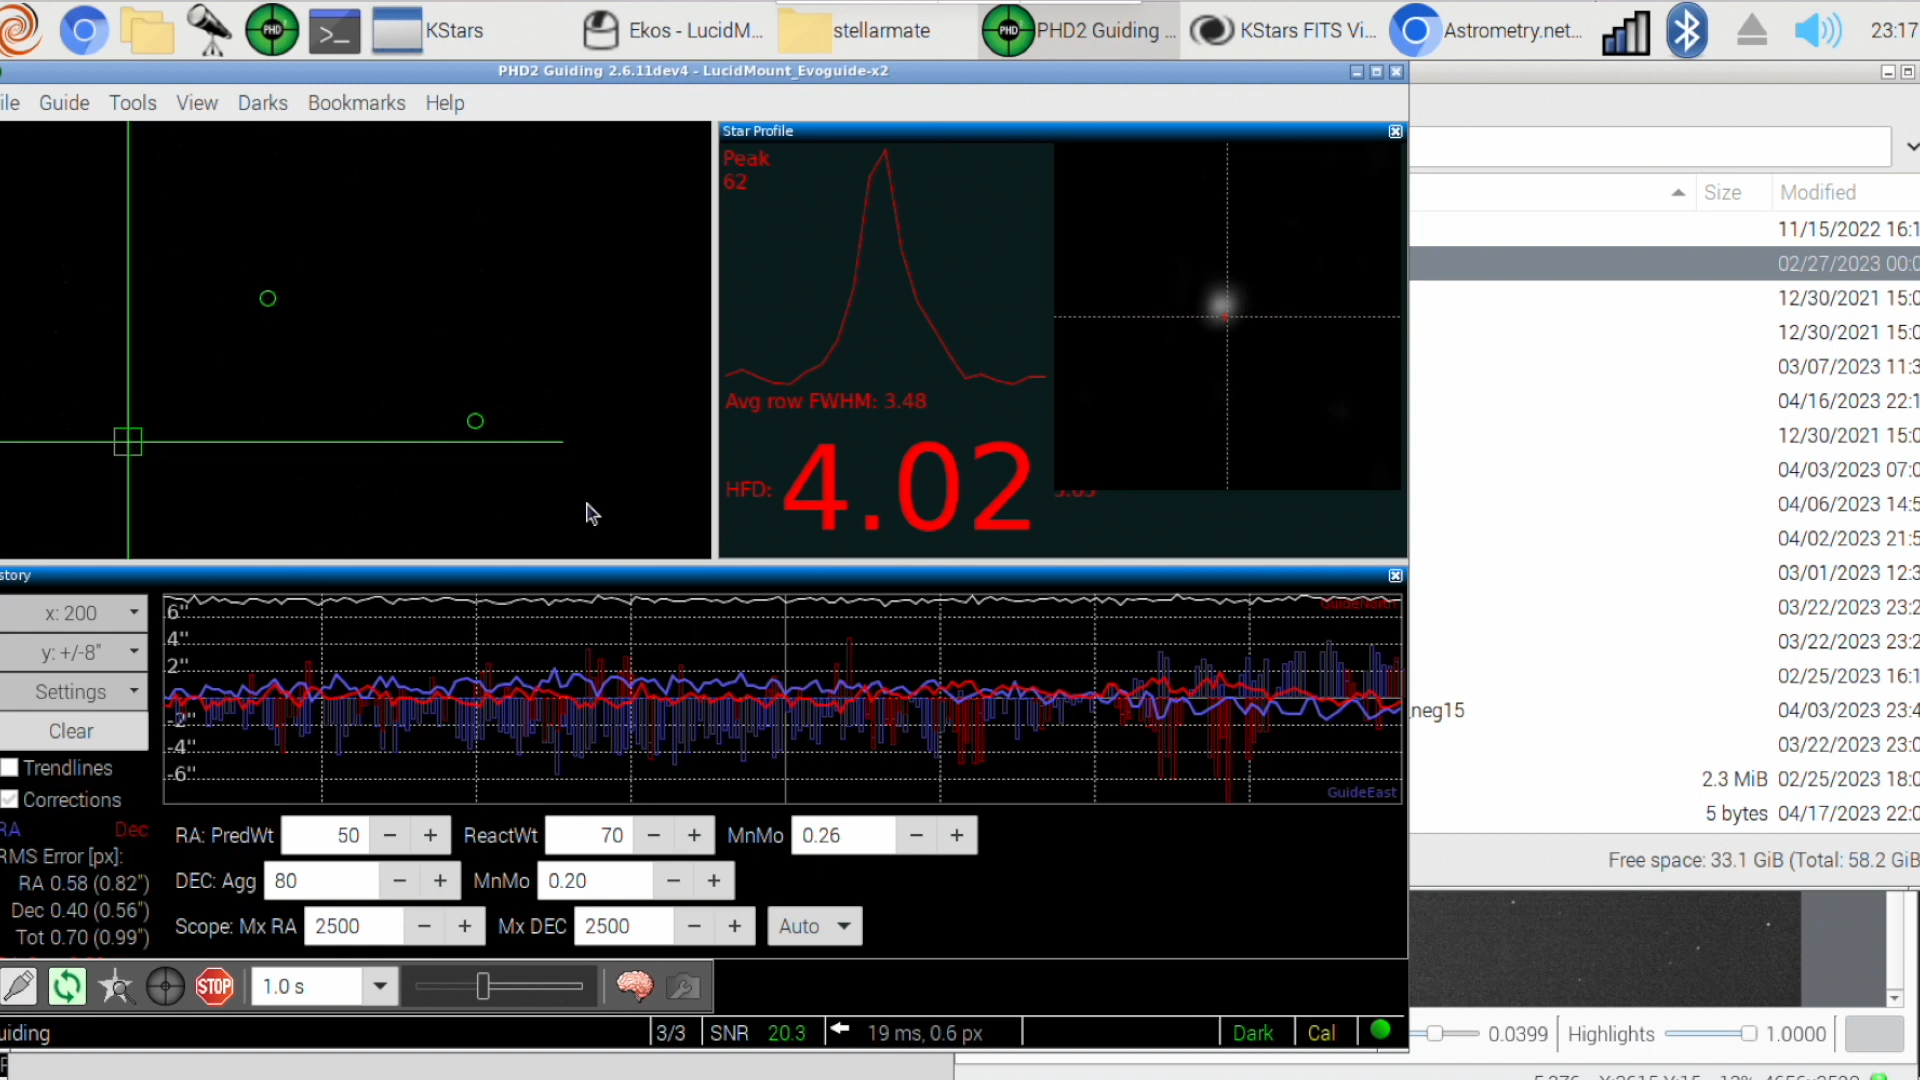 PHD
KStars
Ekos - LucidM...
stellarmate
PHD
PHD2 Guiding ...
KStars FITS Vi...
Astrometry.net...
23:17
PHD2 Guiding 2.6.11dev4 - LucidMount_Evoguide-x2
ile Guide Tools View Darks Bookmarks Help
Star Profile
Peak
62
Avg row FWHM: 3.48
HFD: 4.02
Size Modified
11/15/2022 16:1
02/27/2023 00:0
12/30/2021 15:0
12/30/2021 15:0
03/07/2023 11:3
04/16/2023 22:1
12/30/2021 15:0
04/03/2023 07:0
04/06/2023 14:5
04/02/2023 21:5
03/01/2023 12:3
03/22/2023 23:2
03/22/2023 23:2
02/25/2023 16:1
_neg15 04/03/2023 23:4
03/22/2023 23:0
2.3 MiB 02/25/2023 18:0
5 bytes 04/17/2023 22:0
Free space: 33.1 GiB (Total: 58.2 GiB
story
x: 200
y: +/-8"
Settings
Clear
Trendlines
Corrections
RA Dec
RMS Error [px]:
RA 0.58 (0.82")
Dec 0.40 (0.56")
Tot 0.70 (0.99")
6"
4"
2"
-2"
-4"
-6"
GuideNorth
GuideEast
RA: PredWt 50 - + ReactWt 70 - + MnMo 0.26 - +
DEC: Agg 80 - + MnMo 0.20 - +
Scope: Mx RA 2500 - + Mx DEC 2500 - + Auto
STOP
1.0 s
uiding 3/3 SNR 20.3 19 ms, 0.6 px Dark Cal
0.0399 Highlights 1.0000